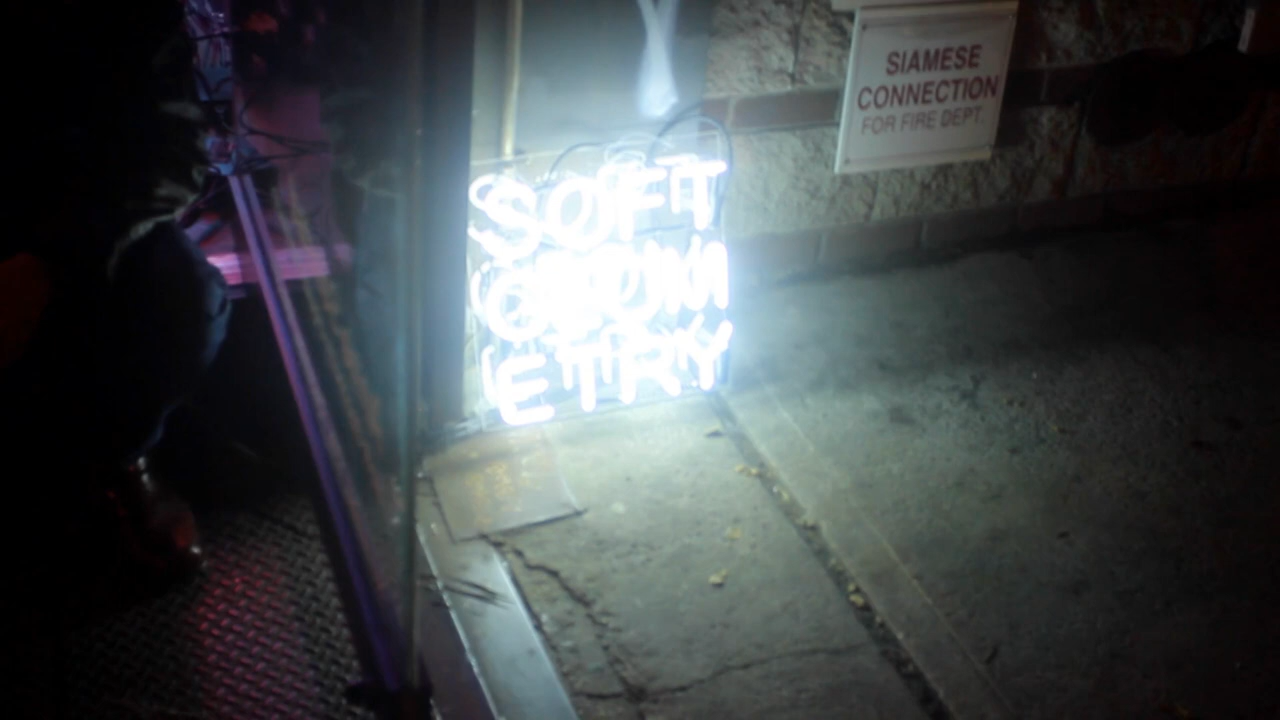 SOFT
GEOM
ETRY
SIAMESE
CONNECTION
FOR FIRE DEPT.